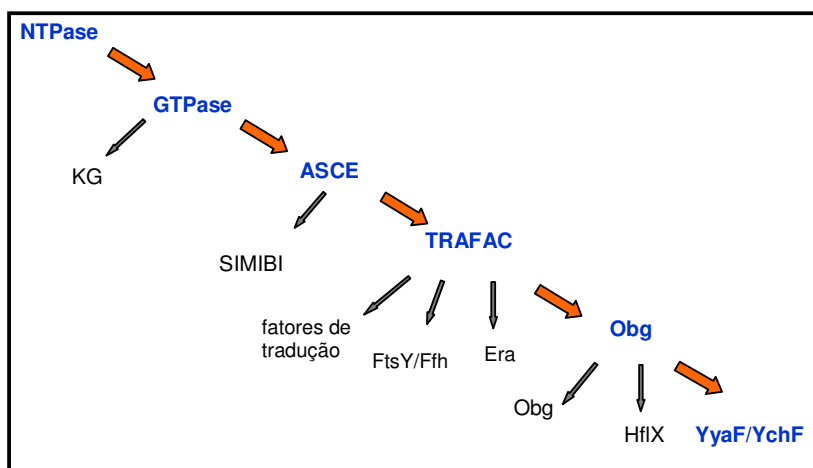 NTPase
GTPase
KG
ASCE
SIMIBI
TRAFAC
fatores de
tradução
FtsY/Ffh
Era
Obg
Obg
HflX
YyaF/YchF